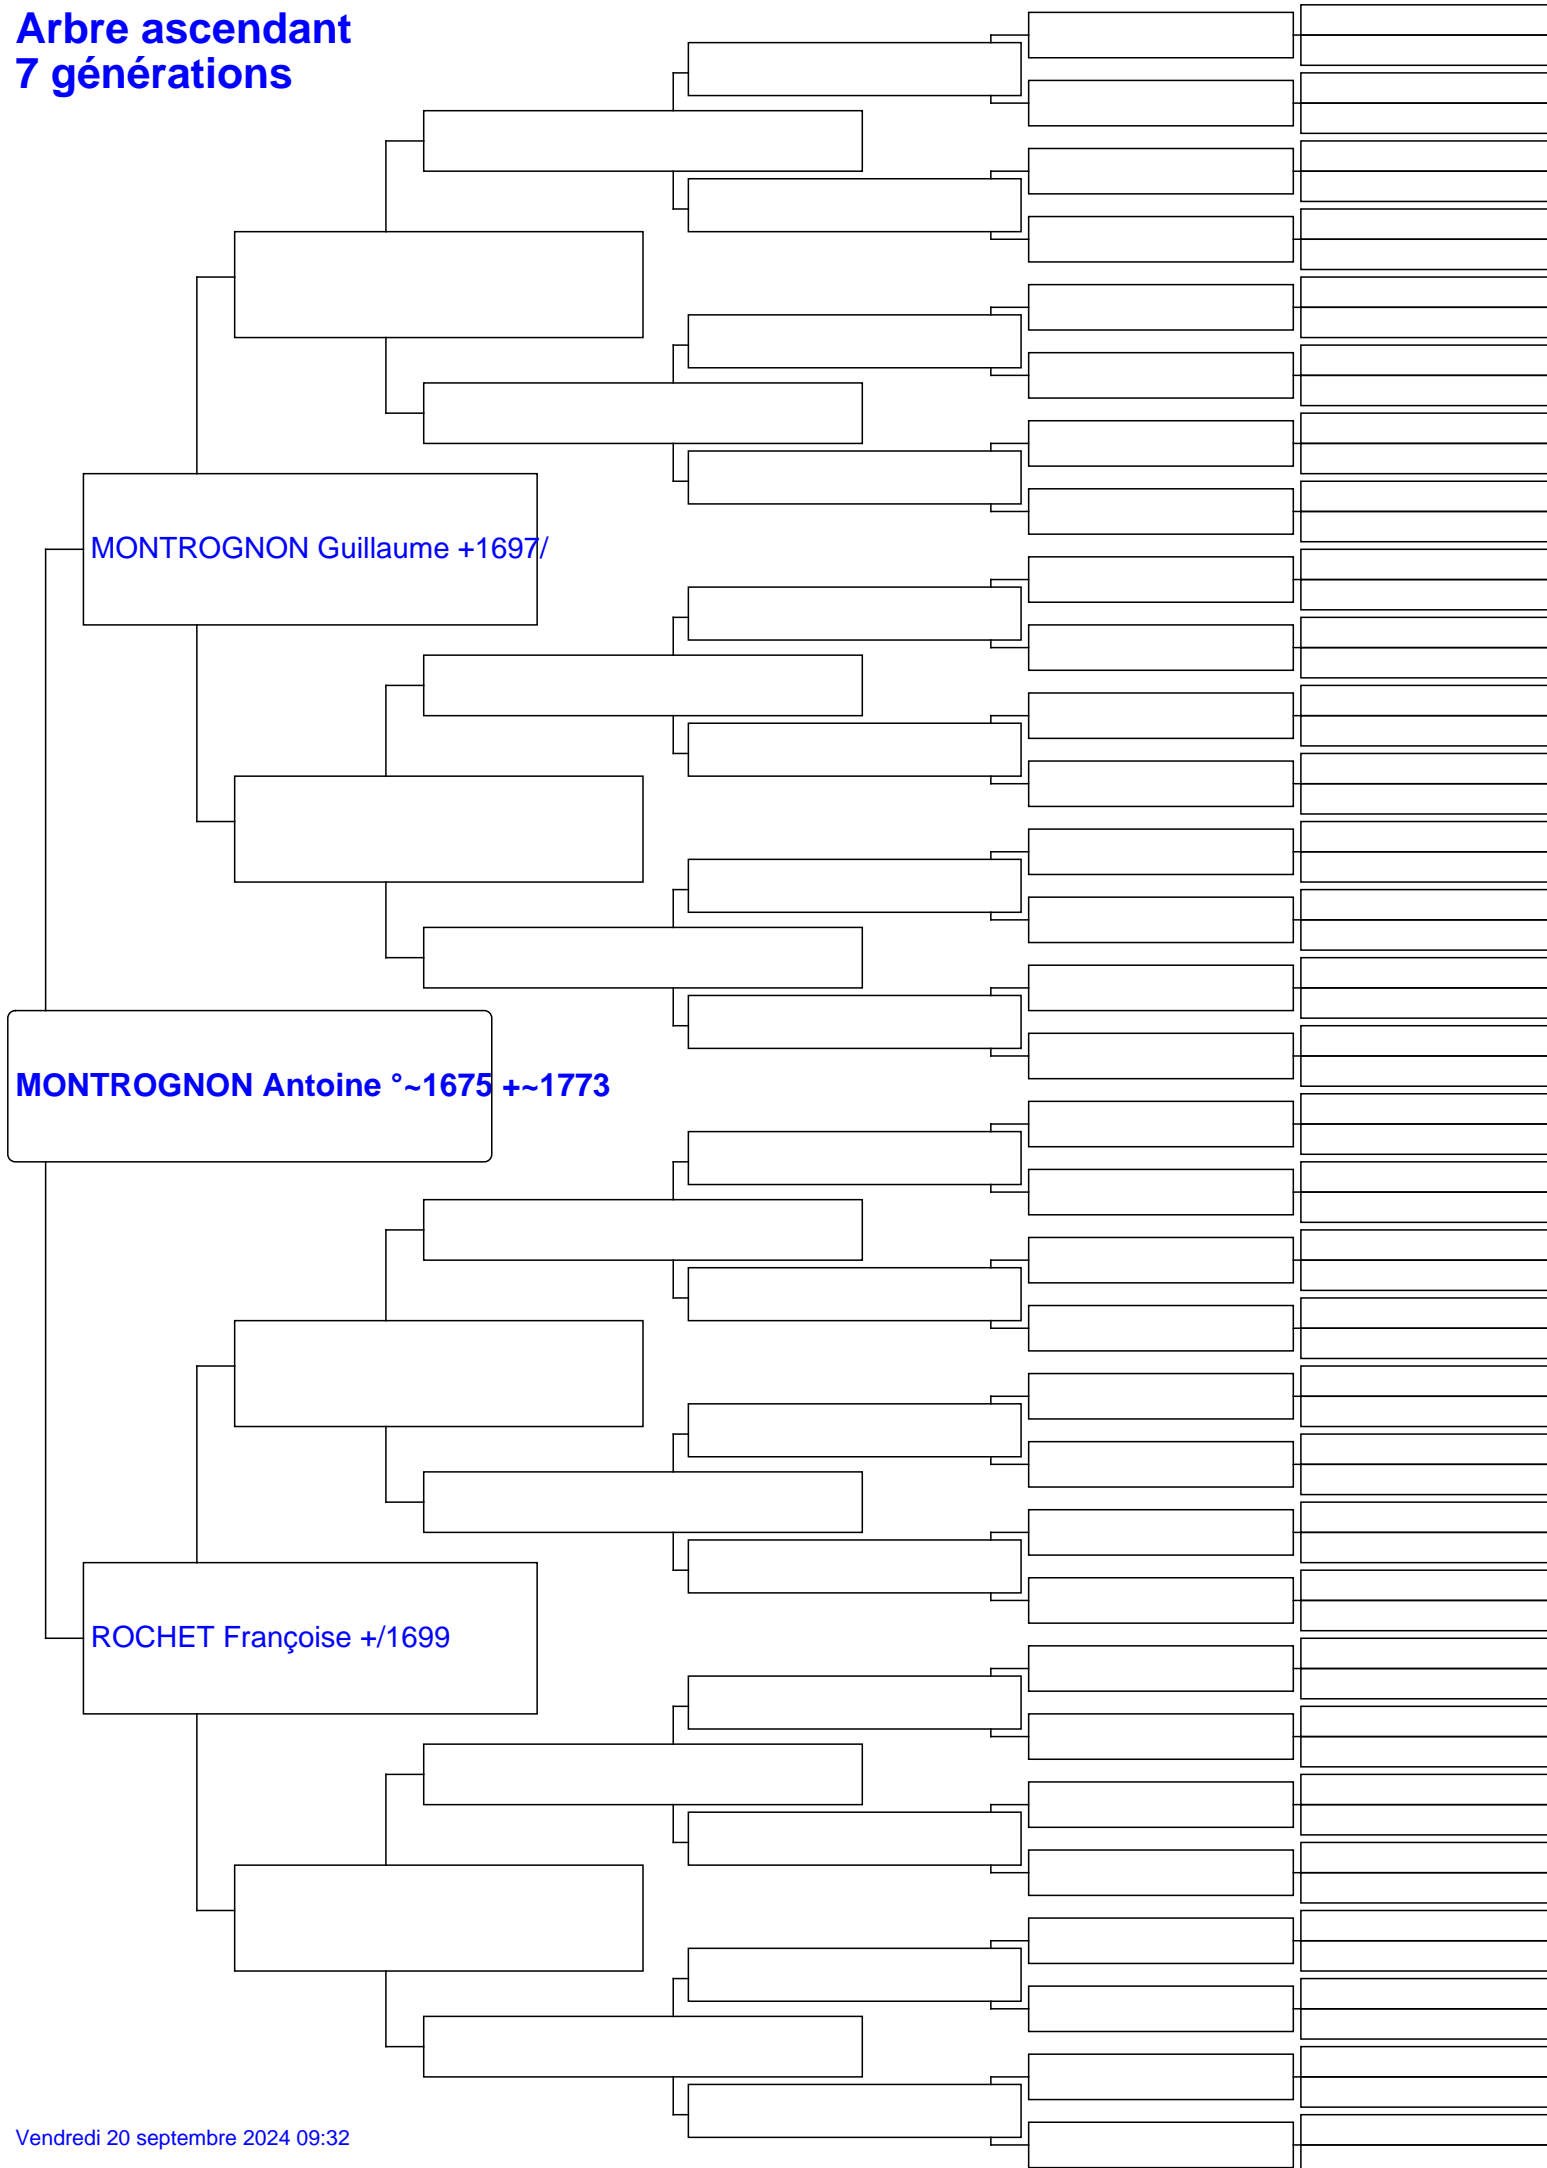 Arbre ascendant
7 générations
MONTROGNON Guillaume +1697/
MONTROGNON Antoine °~1675 +~1773
ROCHET Françoise +/1699
Vendredi 20 septembre 2024 09:32